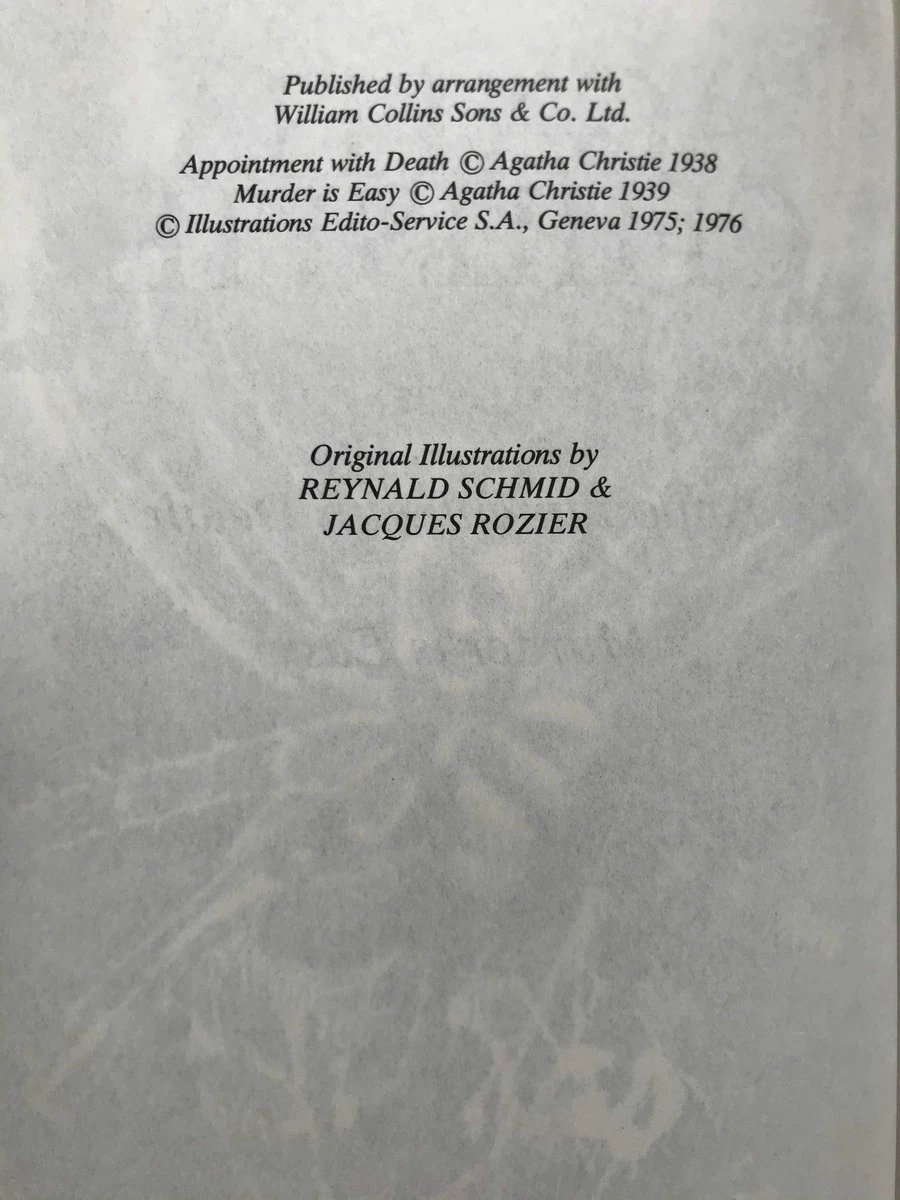 Published by arrangement with
William Collins Sons & Co. Ltd.
Appointment with Death © Agatha Christie 1938
Murder is Easy © Agatha Christie 1939
© Illustrations Edito-Service S.A., Geneva 1975; 1976
Original Illustrations by
REYNALD SCHMID &
JACQUES ROZIER